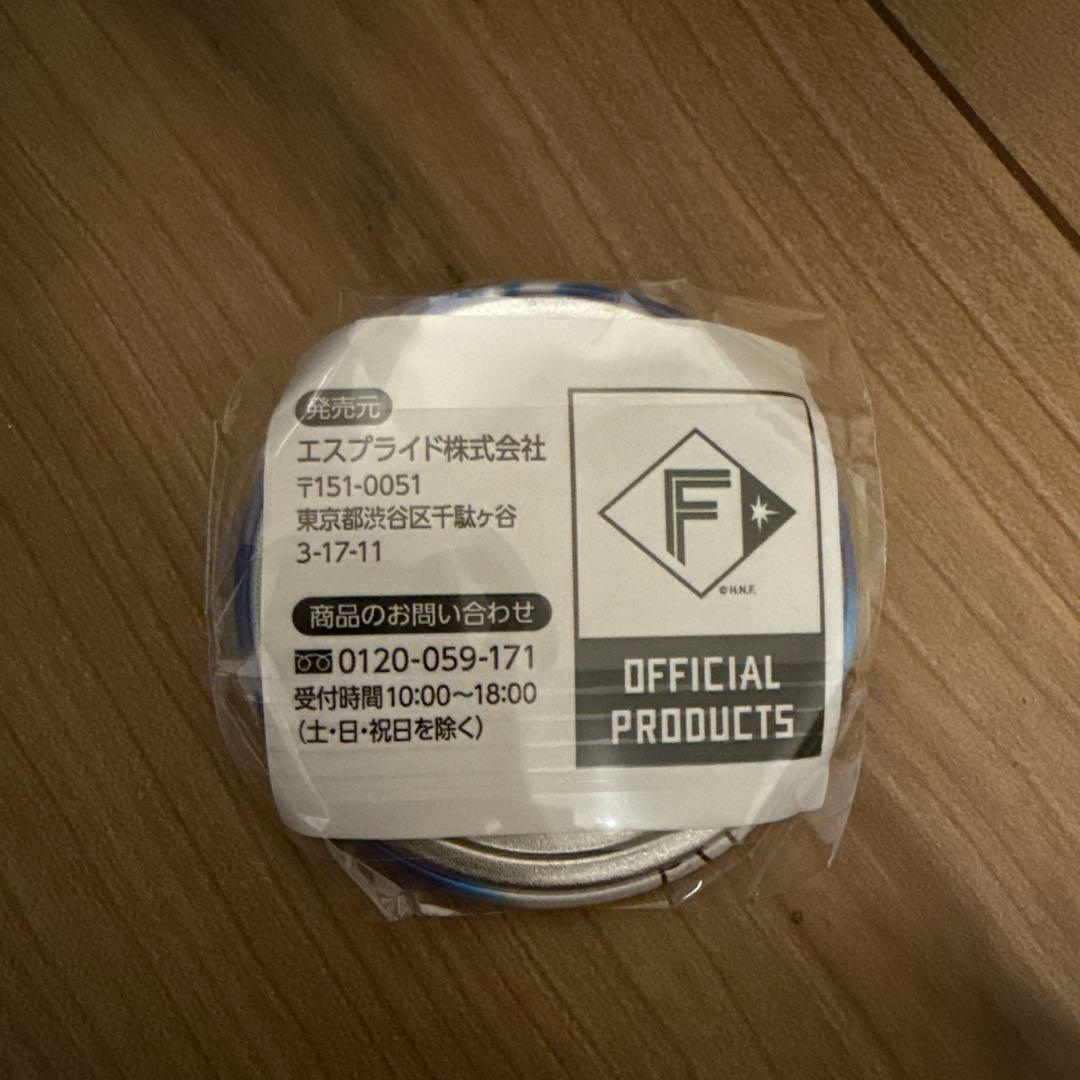 発売元
エスプライド株式会社
〒151-0051
東京都渋谷区千駄ヶ谷
3-17-11
商品のお問い合わせ
0120-059-171
受付時間10:00～18:00
(土・日・祝日を除く)
F
©H.N.F.
OFFICIAL
PRODUCTS